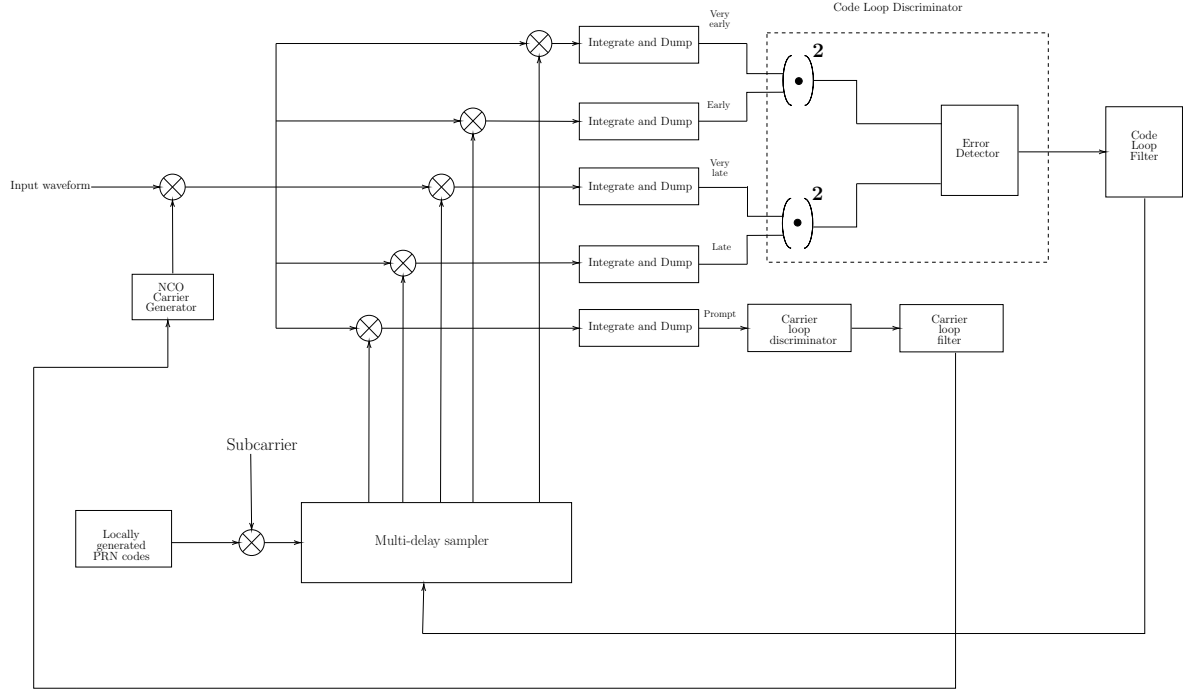 Code Loop Discriminator
Very
early
Integrate and Dump
2
Early
Integrate and Dump
Error
Detector
Code
Loop
Filter
Very
late
Input waveform
Integrate and Dump
2
Late
Integrate and Dump
NCO
Carrier
Generator
Prompt
Integrate and Dump
Carrier
loop
discriminator
Carrier
loop
filter
Subcarrier
Locally
generated
PRN codes
Multi-delay sampler